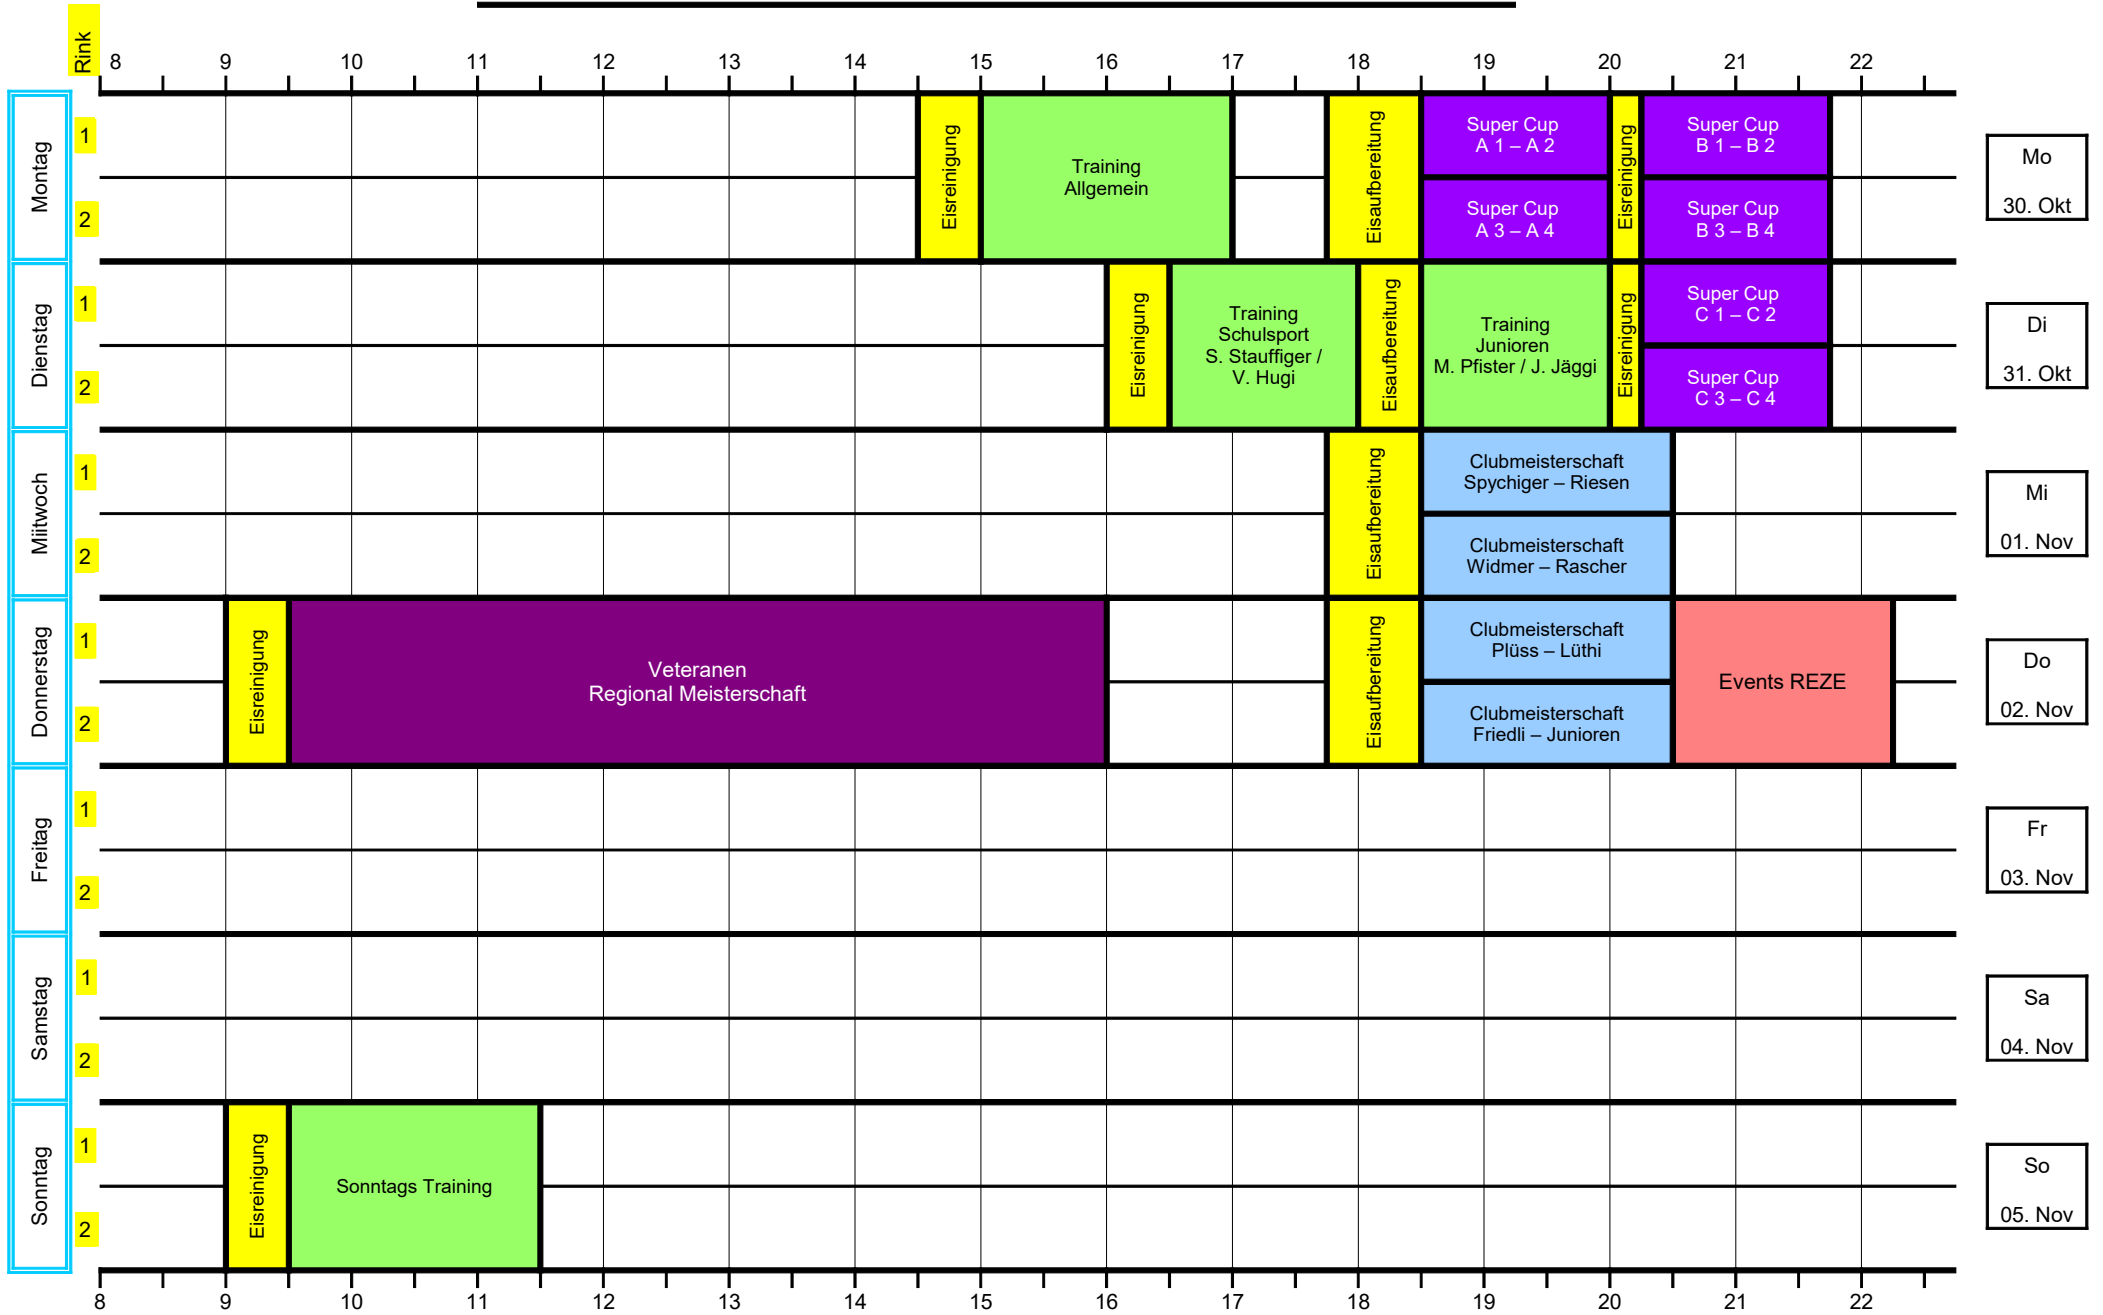 Rink
8 9 10 11 12 13 14 15 16 17 18 19 20 21 22
Montag
1
2
Eisreinigung
Training
Allgemein
Eisaufbereitung
Super Cup
A 1 – A 2
Super Cup
A 3 – A 4
Eisreinigung
Super Cup
B 1 – B 2
Super Cup
B 3 – B 4
Mo
30. Okt
Dienstag
1
2
Eisreinigung
Training
Schulsport
S. Stauffiger /
V. Hugi
Eisaufbereitung
Training
Junioren
M. Pfister / J. Jäggi
Eisreinigung
Super Cup
C 1 – C 2
Super Cup
C 3 – C 4
Di
31. Okt
Mittwoch
1
2
Eisaufbereitung
Clubmeisterschaft
Spychiger – Riesen
Clubmeisterschaft
Widmer – Rascher
Mi
01. Nov
Donnerstag
1
2
Eisreinigung
Veteranen
Regional Meisterschaft
Eisaufbereitung
Clubmeisterschaft
Plüss – Lüthi
Clubmeisterschaft
Friedli – Junioren
Events REZE
Do
02. Nov
Freitag
1
2
Fr
03. Nov
Samstag
1
2
Sa
04. Nov
Sonntag
1
2
Eisreinigung
Sonntags Training
So
05. Nov
8 9 10 11 12 13 14 15 16 17 18 19 20 21 22